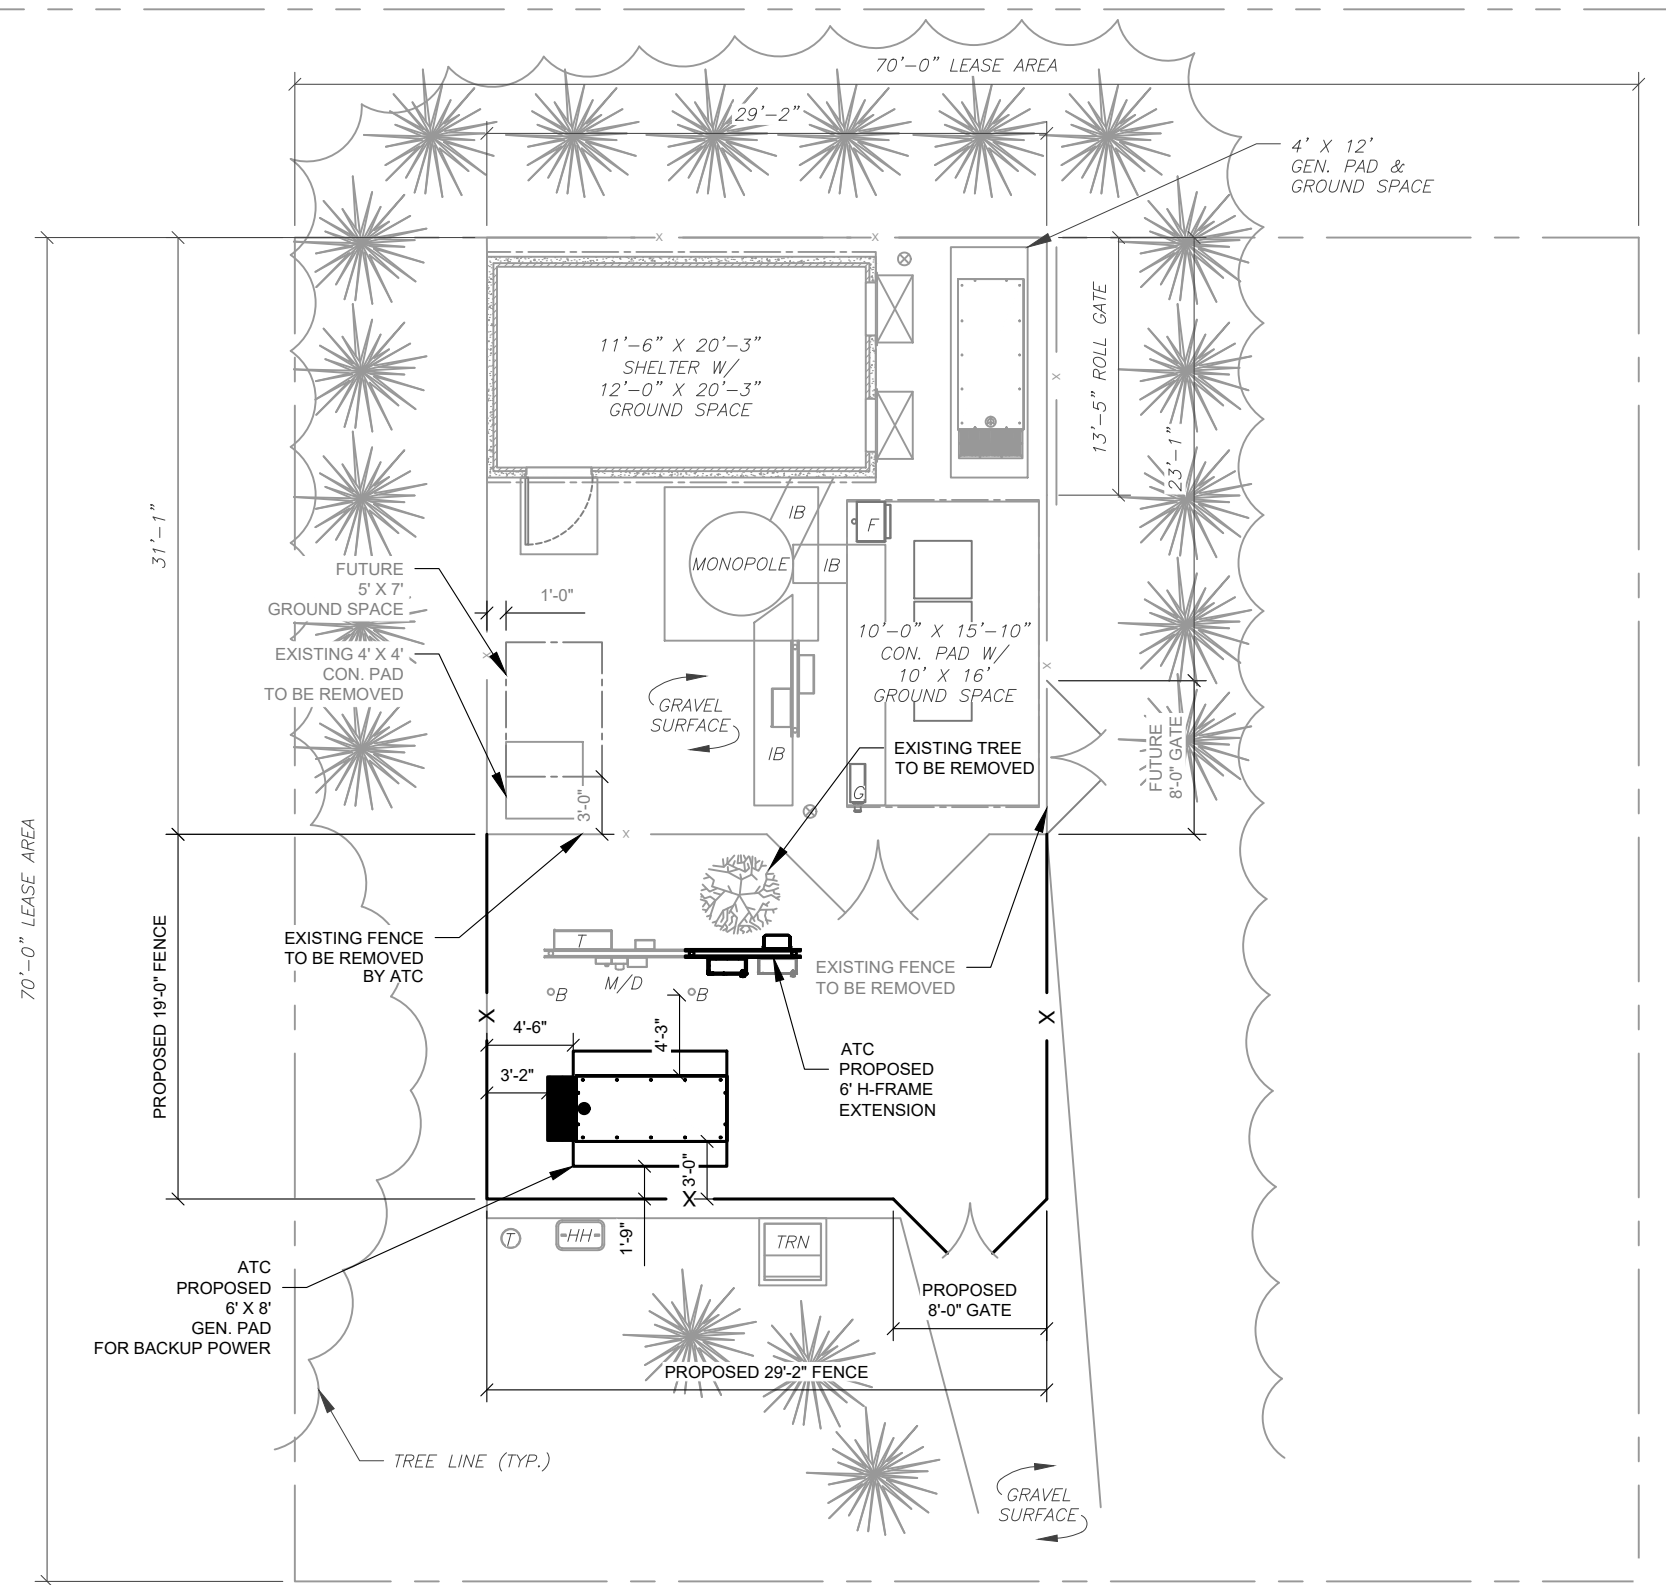 70'-0" LEASE AREA
29'-2"
4' X 12'
GEN. PAD &
GROUND SPACE
11'-6" X 20'-3"
SHELTER W/
12'-0" X 20'-3"
GROUND SPACE
13'-5" ROLL GATE
23'-1"
31'-1"
IB
F
MONOPOLE
IB
FUTURE
5' X 7'
GROUND SPACE
1'-0"
EXISTING 4' X 4'
CON. PAD
TO BE REMOVED
10'-0" X 15'-10"
CON. PAD W/
10' X 16'
GROUND SPACE
GRAVEL
SURFACE
IB
EXISTING TREE
TO BE REMOVED
FUTURE
8'-0" GATE
3'-0"
G
70'-0" LEASE AREA
PROPOSED 19'-0" FENCE
EXISTING FENCE
TO BE REMOVED
BY ATC
T
M/D
B
B
EXISTING FENCE
TO BE REMOVED
X
X
4'-6"
4'-3"
3'-2"
ATC
PROPOSED
6' H-FRAME
EXTENSION
3'-0"
X
1'-9"
T
HH
TRN
ATC
PROPOSED
6' X 8'
GEN. PAD
FOR BACKUP POWER
PROPOSED
8'-0" GATE
PROPOSED 29'-2" FENCE
TREE LINE (TYP.)
GRAVEL
SURFACE